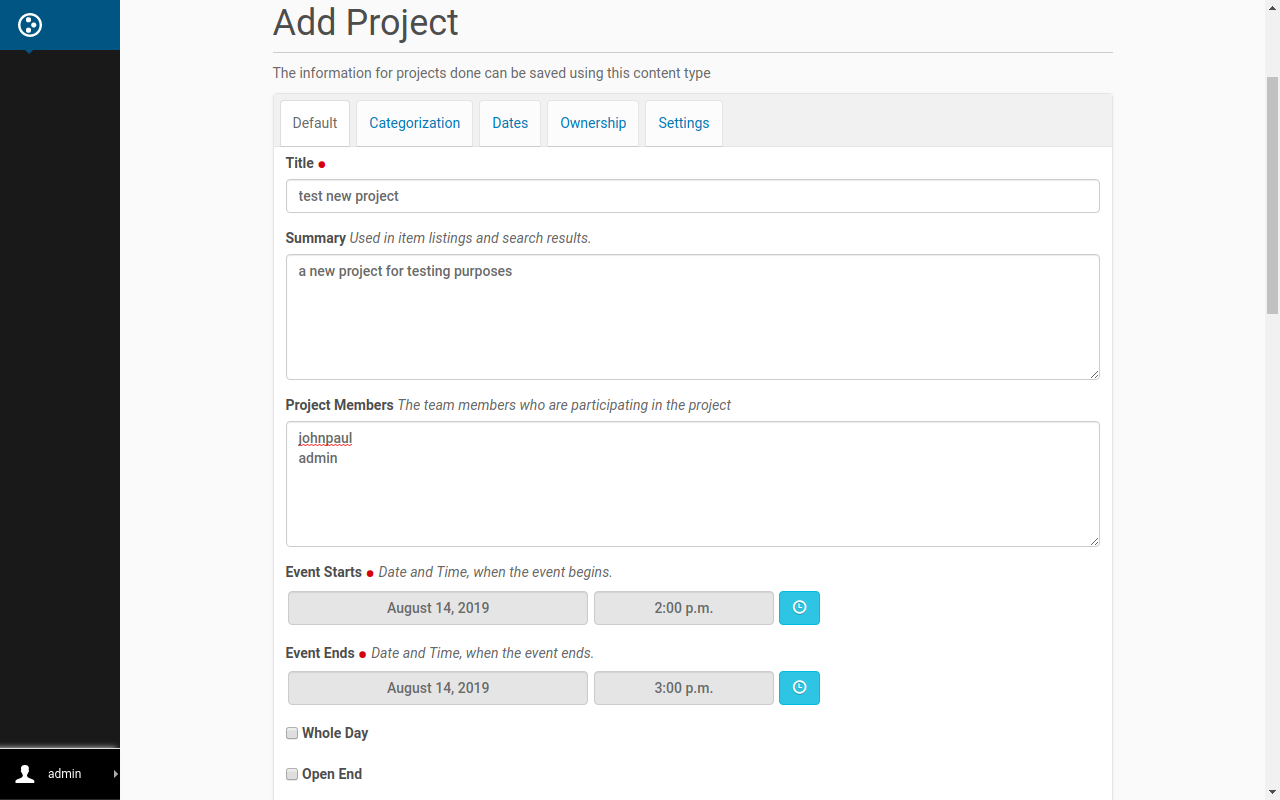 Add Project
The information for projects done can be saved using this content type
Default Categorization Dates Ownership Settings
Title
test new project
Summary Used in item listings and search results.
a new project for testing purposes
Project Members The team members who are participating in the project
johnpaul
admin
Event Starts Date and Time, when the event begins.
August 14, 2019 2:00 p.m.
Event Ends Date and Time, when the event ends.
August 14, 2019 3:00 p.m.
Whole Day
admin
Open End